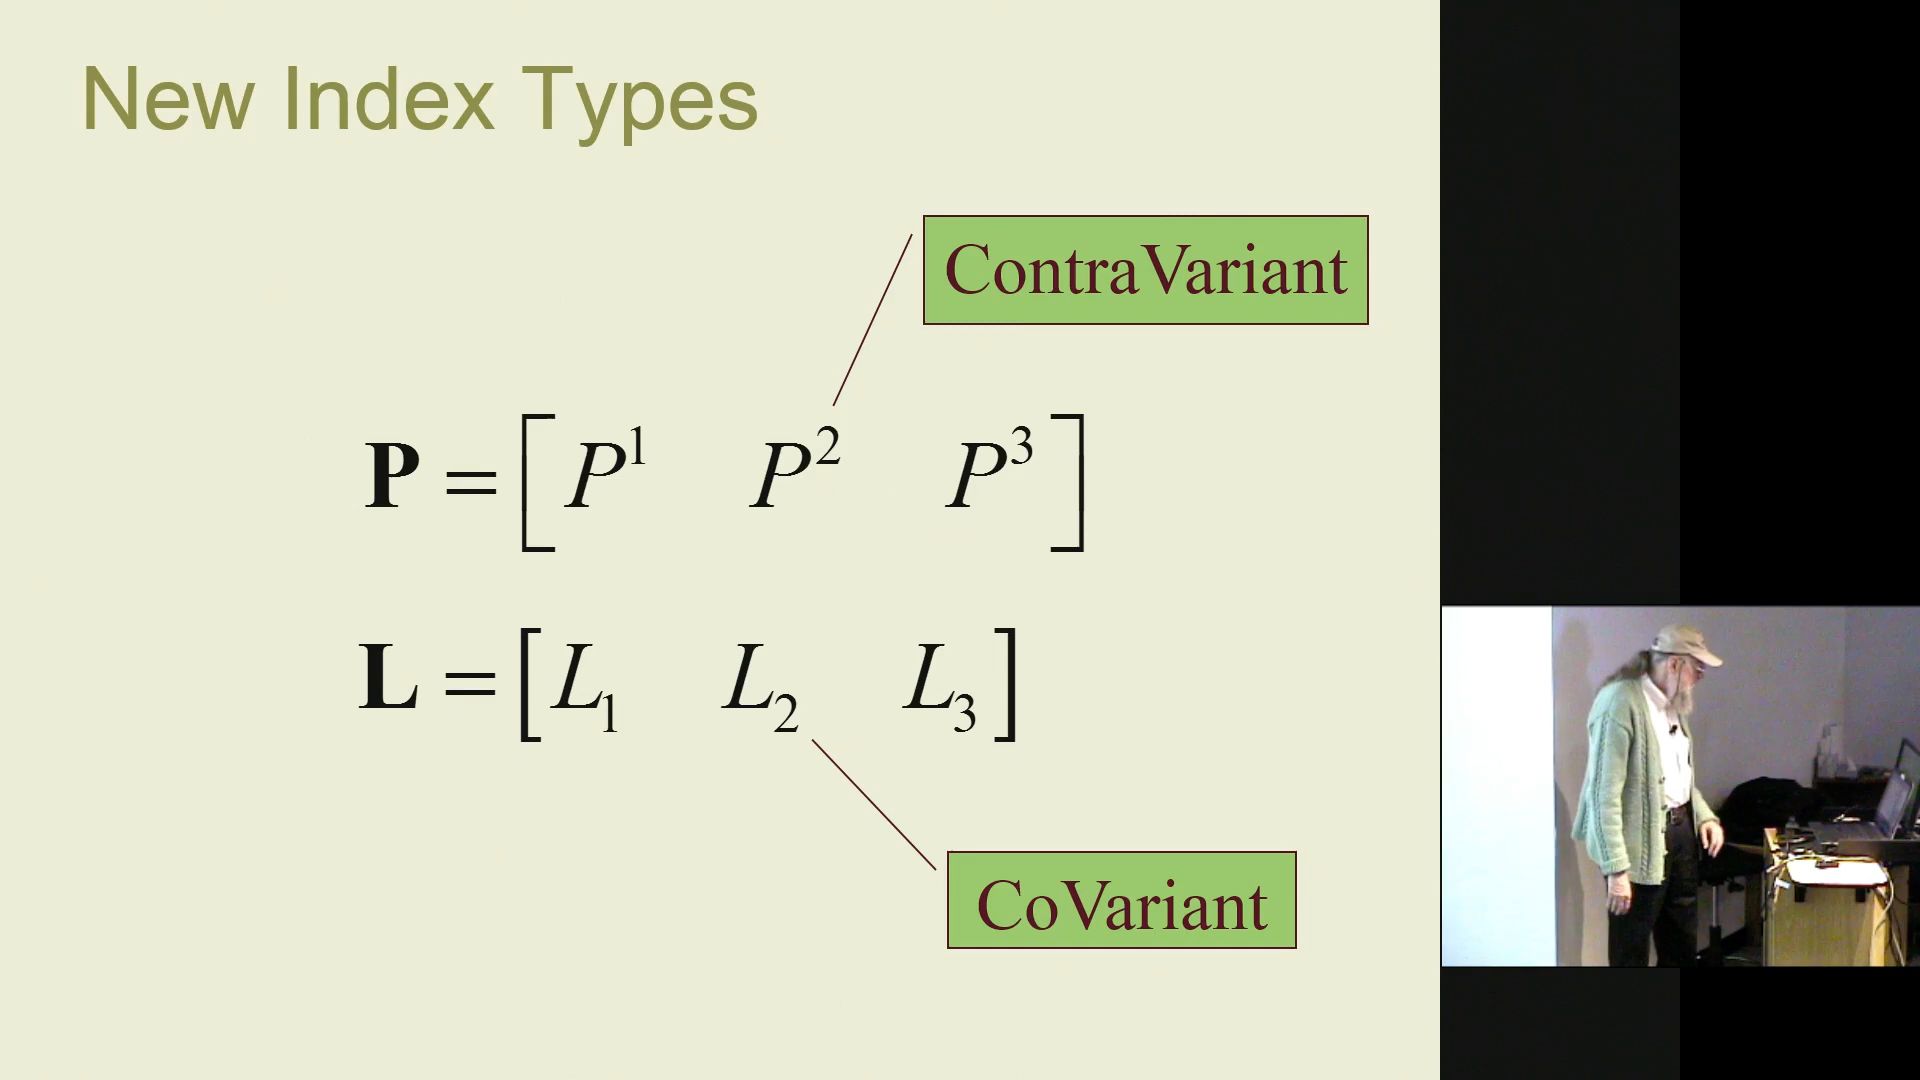 New Index Types
ContraVariant
P = [ P¹ P² P³ ]
L = [ L₁ L₂ L₃ ]
CoVariant